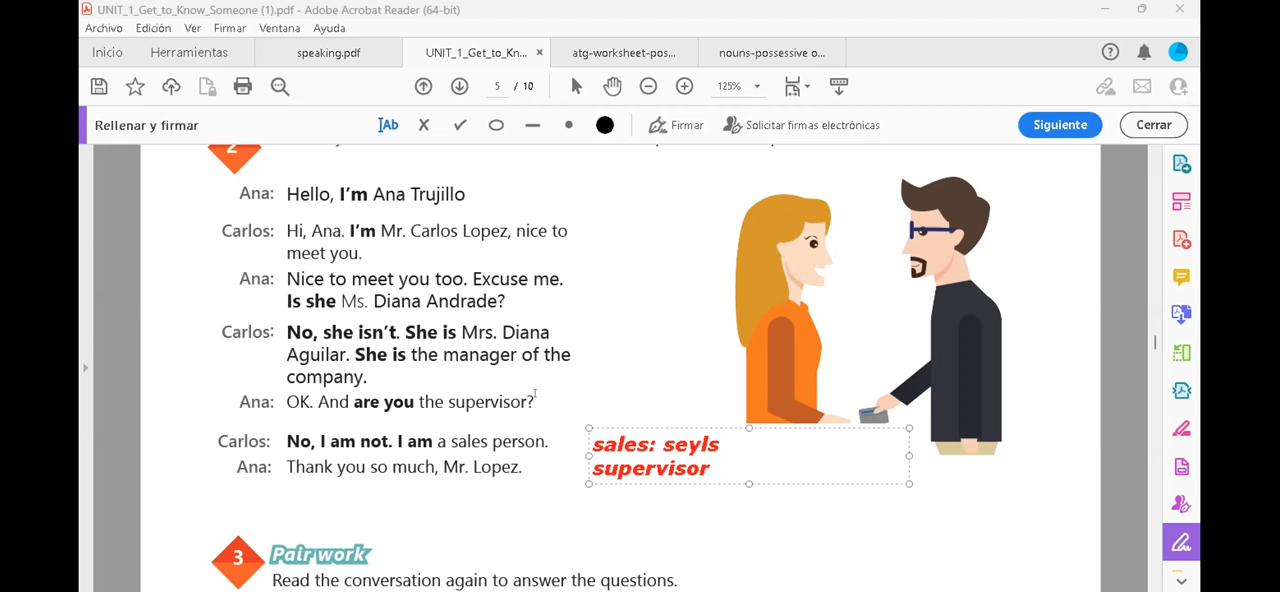 UNIT_1_Get_to_Know_Someone (1).pdf - Adobe Acrobat Reader (64-bit)
Archivo Edición Ver Firmar Ventana Ayuda
Inicio Herramientas speaking.pdf UNIT_1_Get_to_Kn... atg-worksheet-pos... nouns-possessive o...
5 / 10 125%
Rellenar y firmar Ab Firmar Solicitar firmas electrónicas Siguiente Cerrar
2
Ana: Hello, I'm Ana Trujillo
Carlos: Hi, Ana. I'm Mr. Carlos Lopez, nice to
meet you.
Ana: Nice to meet you too. Excuse me.
Is she Ms. Diana Andrade?
Carlos: No, she isn't. She is Mrs. Diana
Aguilar. She is the manager of the
company.
Ana: OK. And are you the supervisor?
Carlos: No, I am not. I am a sales person.
Ana: Thank you so much, Mr. Lopez.
sales: seyls
supervisor
3 Pair work
Read the conversation again to answer the questions.